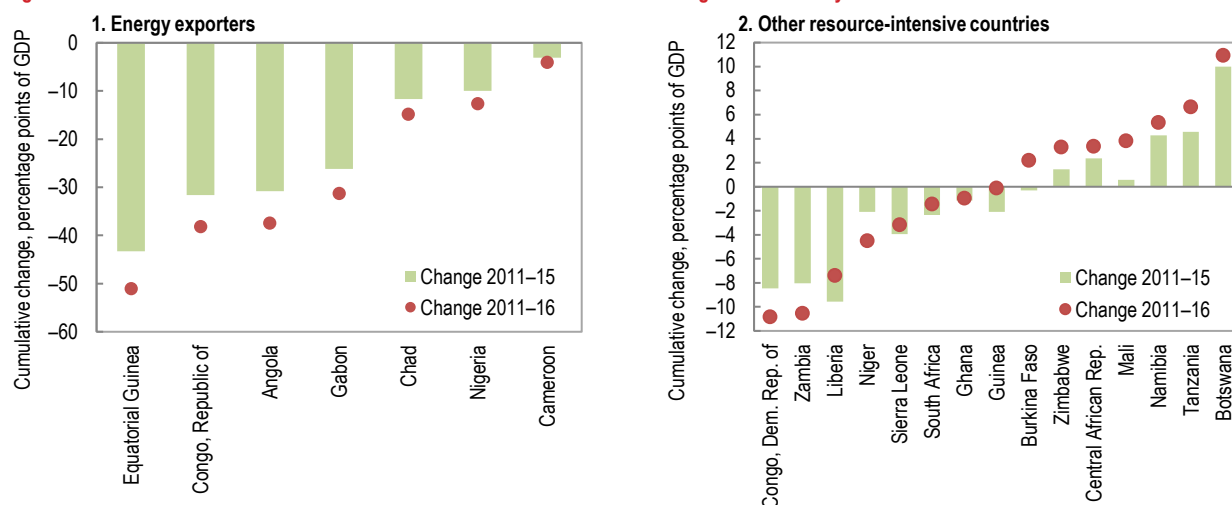 1. Energy exporters
Cumulative change, percentage points of GDP
0
–10
–20
–30
–40
–50
–60
Change 2011–15
Change 2011–16
Equatorial Guinea
Congo, Republic of
Angola
Gabon
Chad
Nigeria
Cameroon
2. Other resource-intensive countries
Cumulative change, percentage points of GDP
12
10
8
6
4
2
0
–2
–4
–6
–8
–10
–12
Change 2011–15
Change 2011–16
Congo, Dem. Rep. of
Zambia
Liberia
Niger
Sierra Leone
South Africa
Ghana
Guinea
Burkina Faso
Zimbabwe
Central African Rep.
Mali
Namibia
Tanzania
Botswana